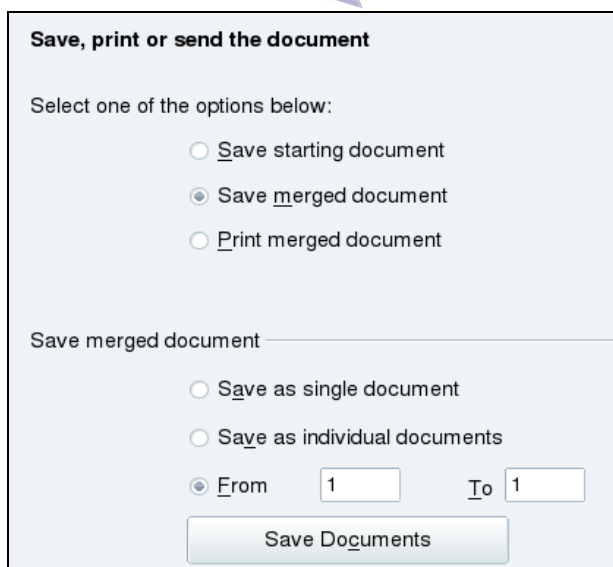 Save, print or send the document
Select one of the options below:
Save starting document
Save merged document
Print merged document
Save merged document
Save as single document
Save as individual documents
From 1 To 1
Save Documents